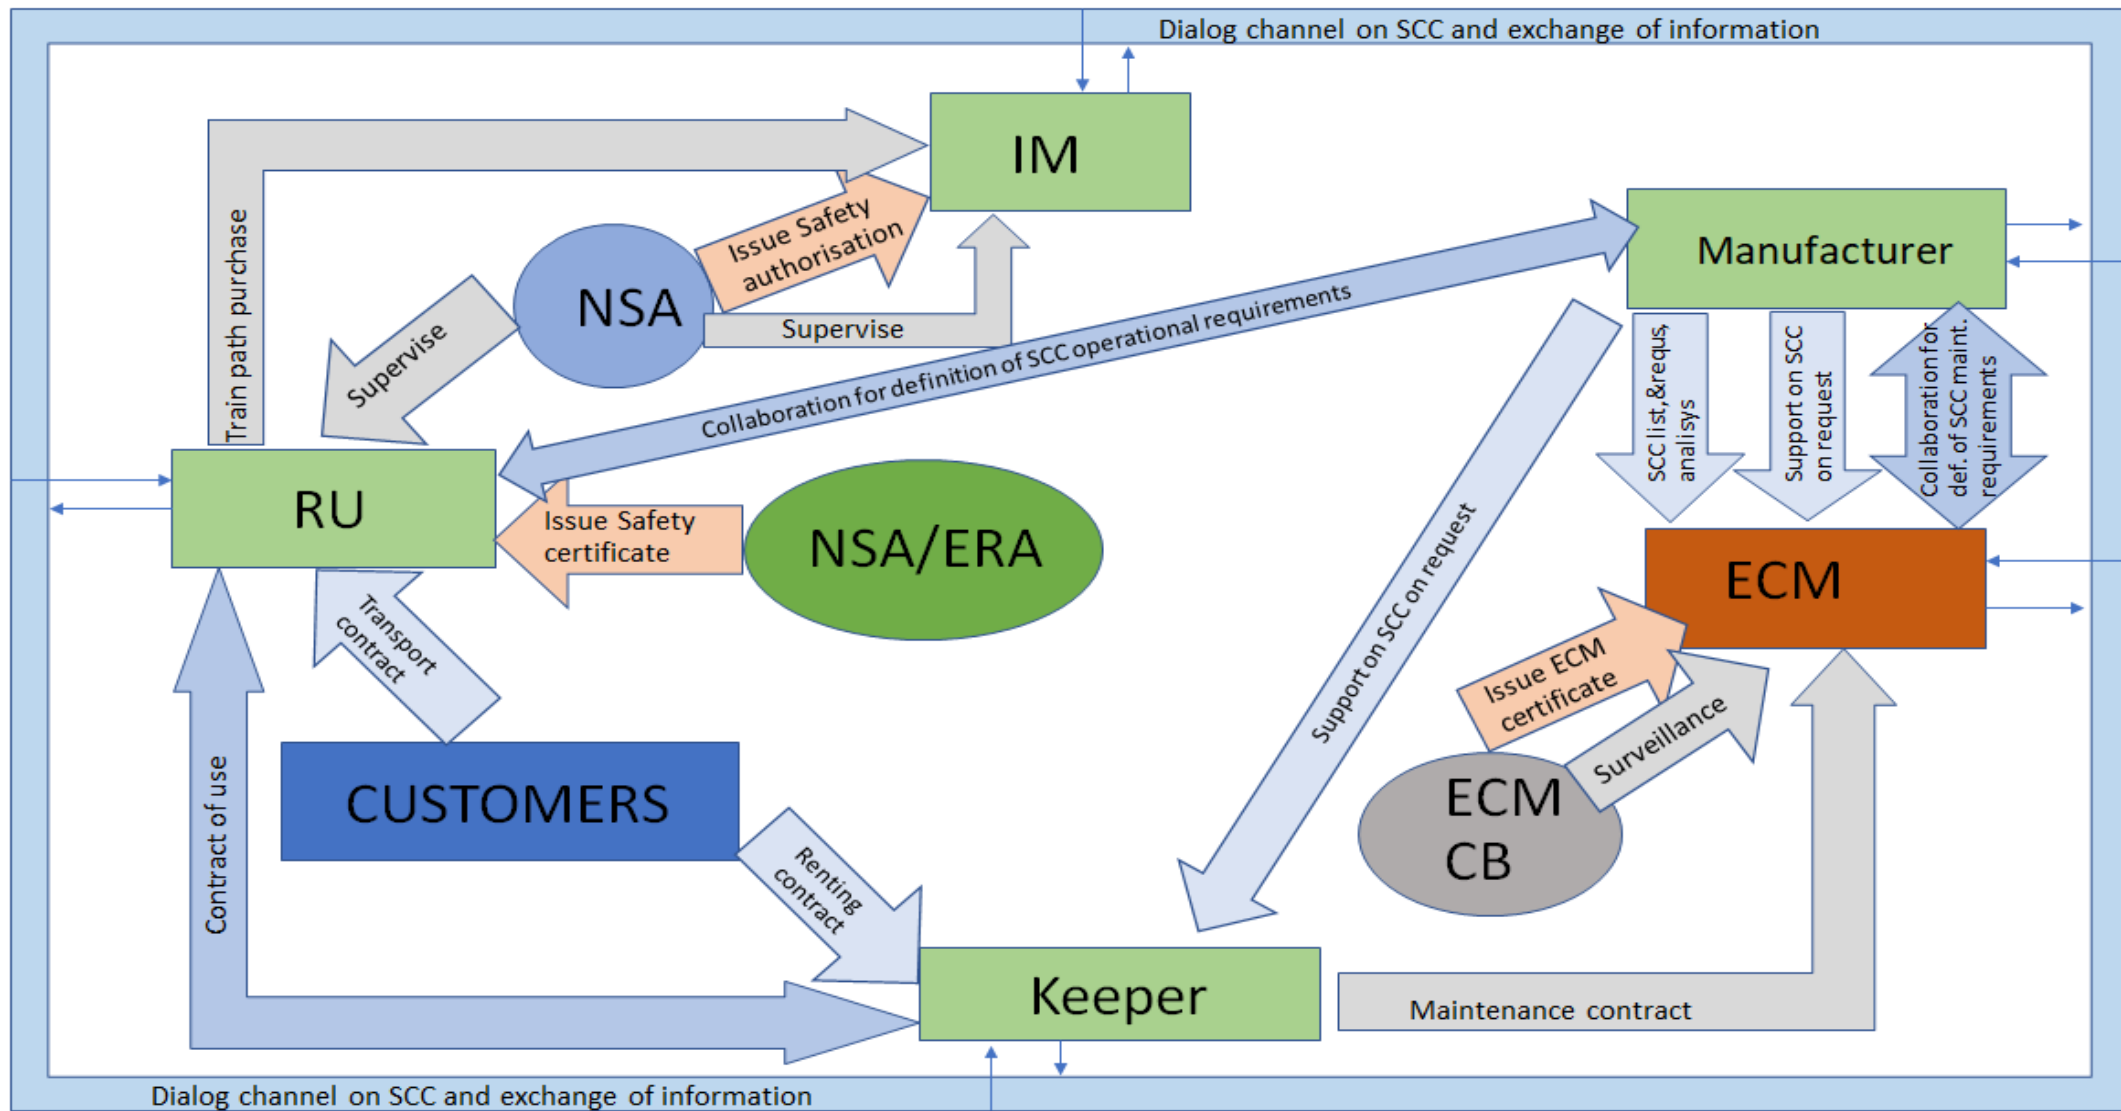 Dialog channel on SCC and exchange of information
IM
Train path purchase
Issue Safety
authorisation
Manufacturer
NSA
Supervise
Supervise
Collaboration for definition of SCC operational requirements
SCC list,&requs,
analisys
Support on SCC
on request
Collaboration for
def. of SCC maint.
requirements
RU
Issue Safety
certificate
NSA/ERA
Support on SCC on request
ECM
Transport
contract
Issue ECM
certificate
Surveillance
CUSTOMERS
Contract of use
ECM
CB
Renting
contract
Keeper
Maintenance contract
Dialog channel on SCC and exchange of information